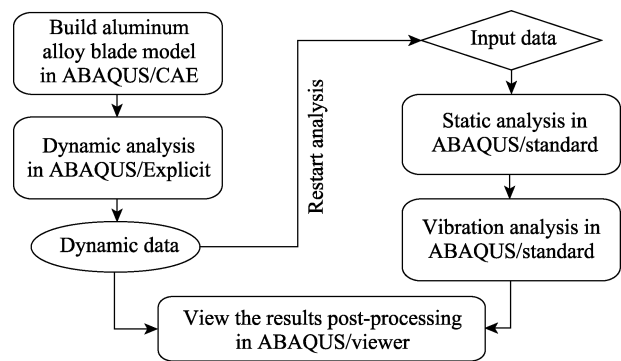 Build aluminum
alloy blade model
in ABAQUS/CAE
Dynamic analysis
in ABAQUS/Explicit
Dynamic data
Restart analysis
Input data
Static analysis in
ABAQUS/standard
Vibration analysis in
ABAQUS/standard
View the results post-processing
in ABAQUS/viewer